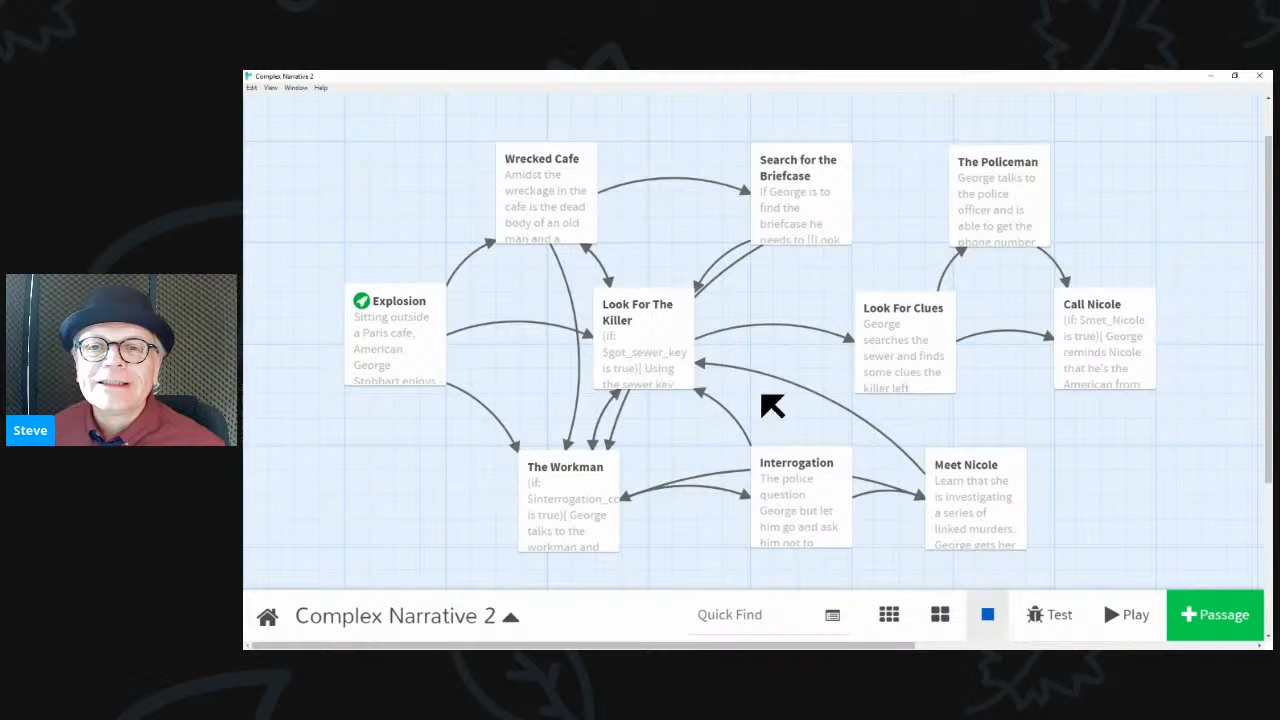 Complex Narrative 2
Edit View Window Help
Wrecked Cafe
Amidst the
wreckage in the
cafe is the dead
body of an old
man and a
Search for the
Briefcase
If George is to
find the
briefcase he
needs to [[Look
The Policeman
George talks to
the police
officer and is
able to get the
phone number
Explosion
Sitting outside
a Paris cafe,
American
George
Stobbart enjoys
Look For The
Killer
(if:
$got_sewer_key
is true)[ Using
the sewer key
Look For Clues
George
searches the
sewer and finds
some clues the
killer left
Call Nicole
(if: $met_Nicole
is true)[ George
reminds Nicole
that he's the
American from
The Workman
(if:
$interrogation_co
is true)[ George
talks to the
workman and
Interrogation
The police
question
George but let
him go and ask
him not to
Meet Nicole
Learn that she
is investigating
a series of
linked murders.
George gets her
Steve
Complex Narrative 2
Quick Find
Test
Play
+Passage